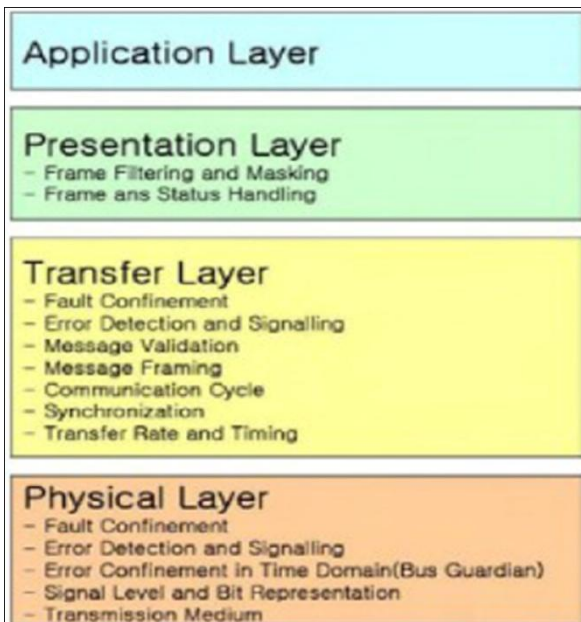 Application Layer
Presentation Layer
- Frame Filtering and Masking
- Frame ans Status Handling
Transfer Layer
- Fault Confinement
- Error Detection and Signalling
- Message Validation
- Message Framing
- Communication Cycle
- Synchronization
- Transfer Rate and Timing
Physical Layer
- Fault Confinement
- Error Detection and Signalling
- Error Confinement in Time Domain(Bus Guardian)
- Signal Level and Bit Representation
- Transmission Medium